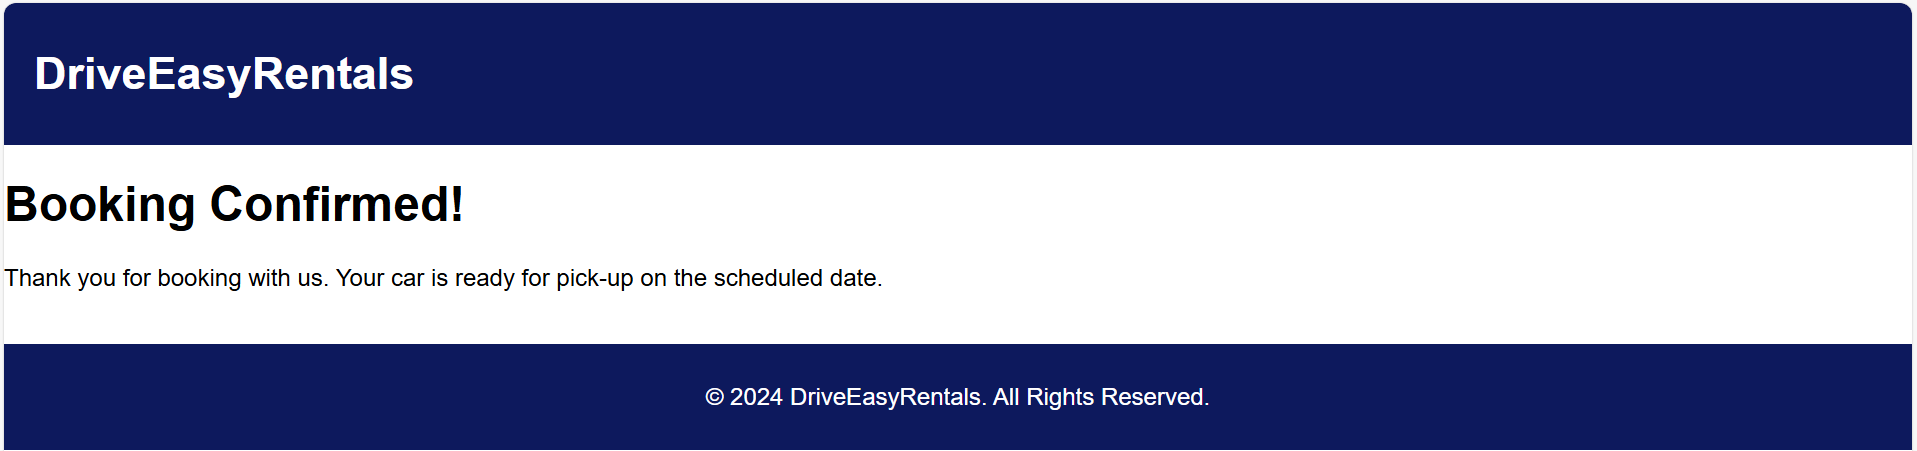 DriveEasyRentals
Booking Confirmed!
Thank you for booking with us. Your car is ready for pick-up on the scheduled date.
© 2024 DriveEasyRentals. All Rights Reserved.